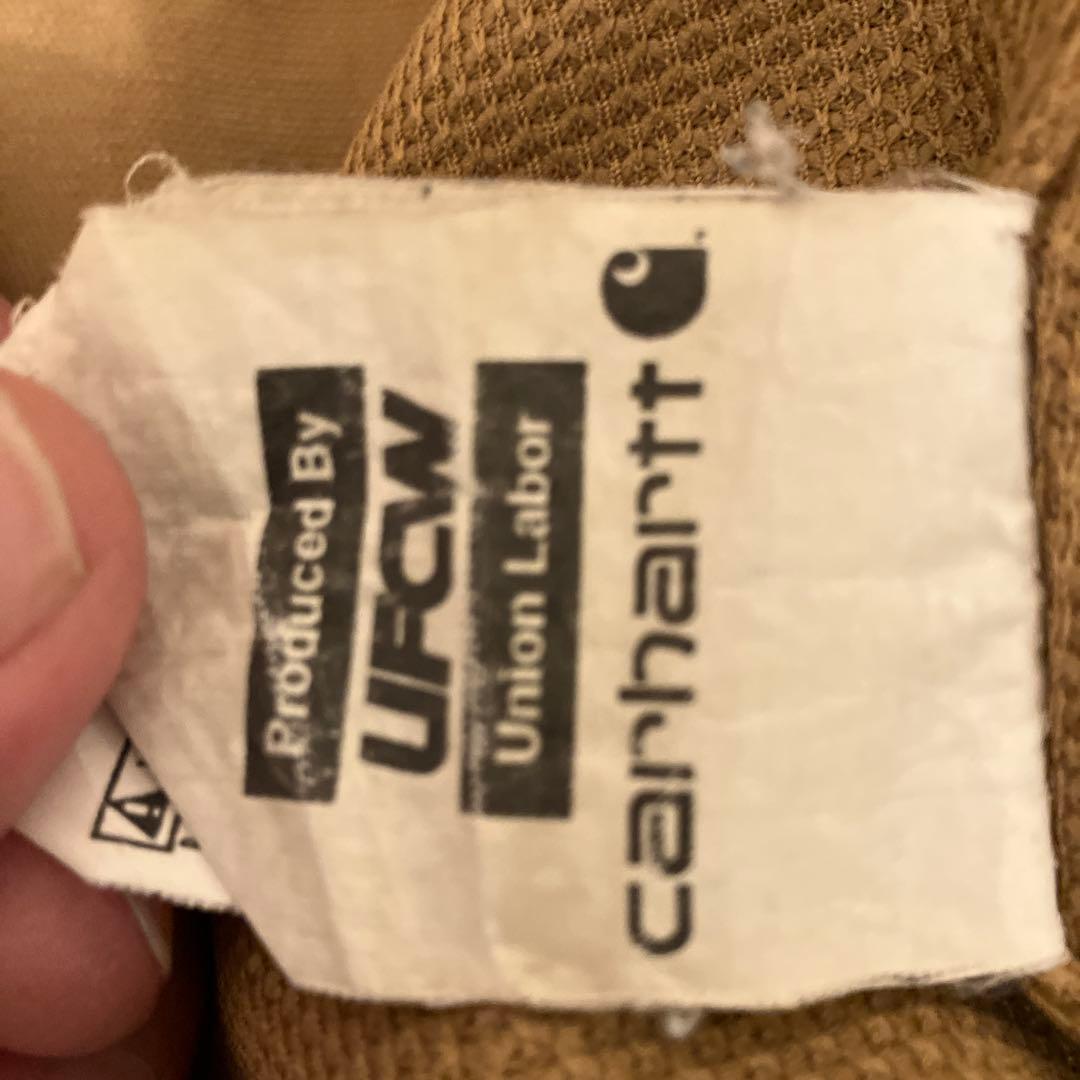 carhartt
Union Labor
UFCW
Produced By